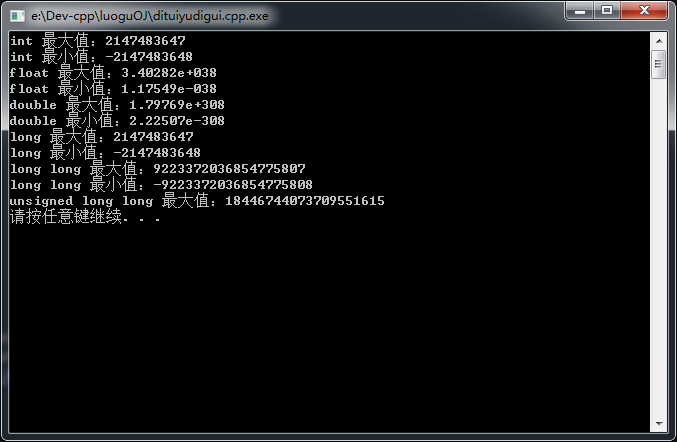 e:\Dev-cpp\luoguOJ\dituiyudigui.cpp.exe
int 最大值：2147483647
int 最小值：-2147483648
float 最大值：3.40282e+038
float 最小值：1.17549e-038
double 最大值：1.79769e+308
double 最小值：2.22507e-308
long 最大值：2147483647
long 最小值：-2147483648
long long 最大值：9223372036854775807
long long 最小值：-9223372036854775808
unsigned long long 最大值：18446744073709551615
请按任意键继续. . .